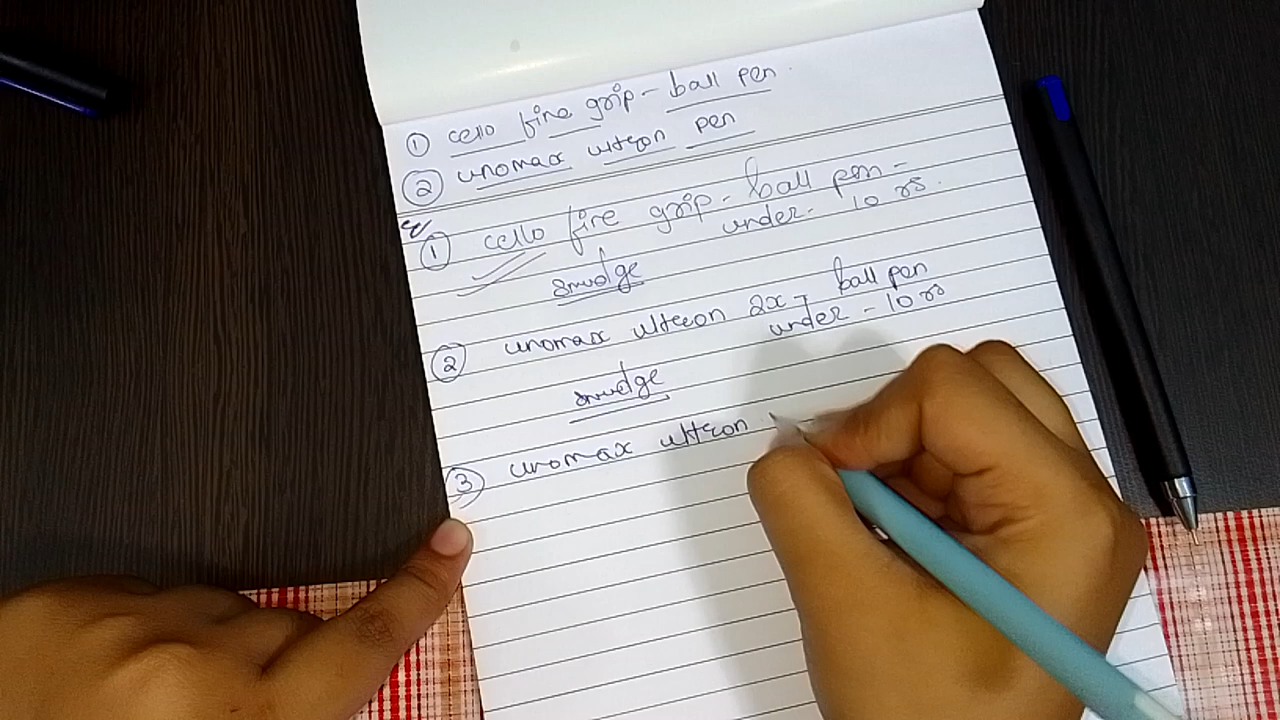 ① cello fine grip - ball pen.
② unomax ultron pen
① cello fine grip - ball pen -
under - 10 rs.
smudge
② unomax ultron 2x - ball pen
under - 10 rs
smudge
③ unomax ultron